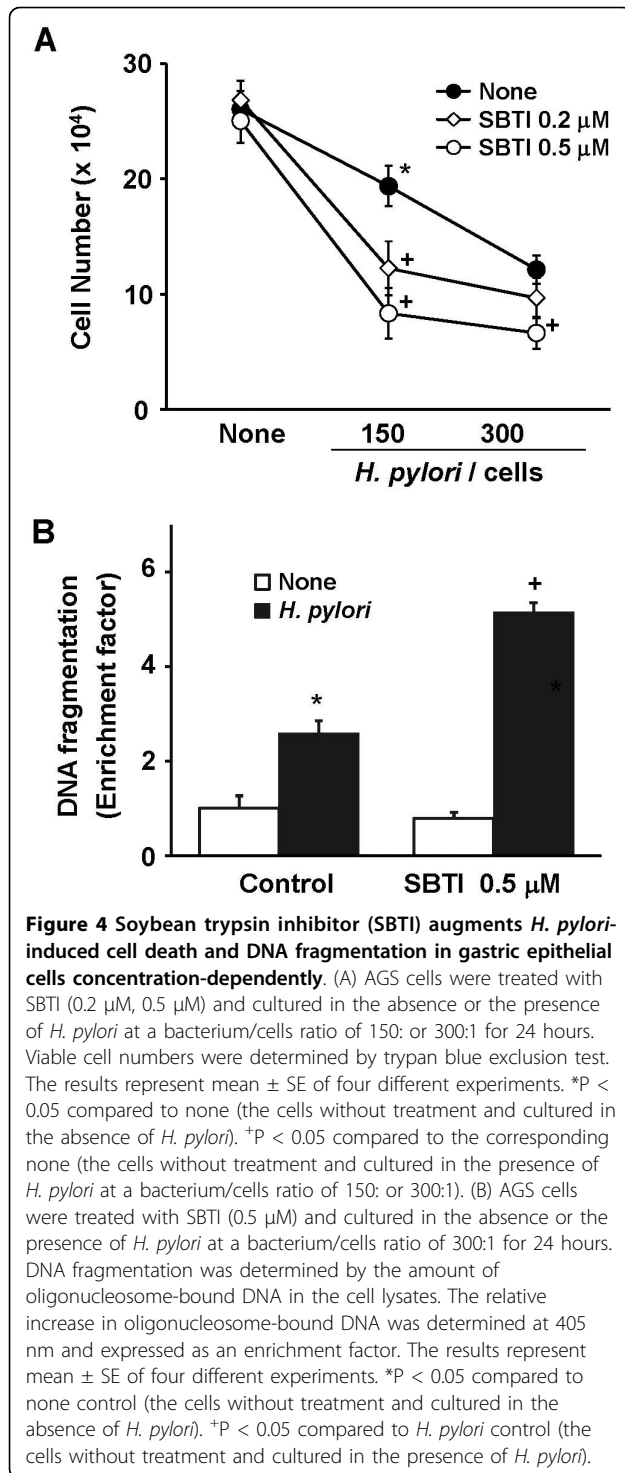 A
30
20
10
0
Cell Number (x 10⁴)
None
SBTI 0.2 μM
SBTI 0.5 μM
*
+
+
+
None 150 300
H. pylori / cells
B
6
4
2
0
DNA fragmentation
(Enrichment factor)
None
H. pylori
*
+
*
Control SBTI 0.5 μM
Figure 4 Soybean trypsin inhibitor (SBTI) augments H. pylori-
induced cell death and DNA fragmentation in gastric epithelial
cells concentration-dependently. (A) AGS cells were treated with
SBTI (0.2 μM, 0.5 μM) and cultured in the absence or the presence
of H. pylori at a bacterium/cells ratio of 150: or 300:1 for 24 hours.
Viable cell numbers were determined by trypan blue exclusion test.
The results represent mean ± SE of four different experiments. *P <
0.05 compared to none (the cells without treatment and cultured in
the absence of H. pylori). ⁺P < 0.05 compared to the corresponding
none (the cells without treatment and cultured in the presence of
H. pylori at a bacterium/cells ratio of 150: or 300:1). (B) AGS cells
were treated with SBTI (0.5 μM) and cultured in the absence or the
presence of H. pylori at a bacterium/cells ratio of 300:1 for 24 hours.
DNA fragmentation was determined by the amount of
oligonucleosome-bound DNA in the cell lysates. The relative
increase in oligonucleosome-bound DNA was determined at 405
nm and expressed as an enrichment factor. The results represent
mean ± SE of four different experiments. *P < 0.05 compared to
none control (the cells without treatment and cultured in the
absence of H. pylori). ⁺P < 0.05 compared to H. pylori control (the
cells without treatment and cultured in the presence of H. pylori).